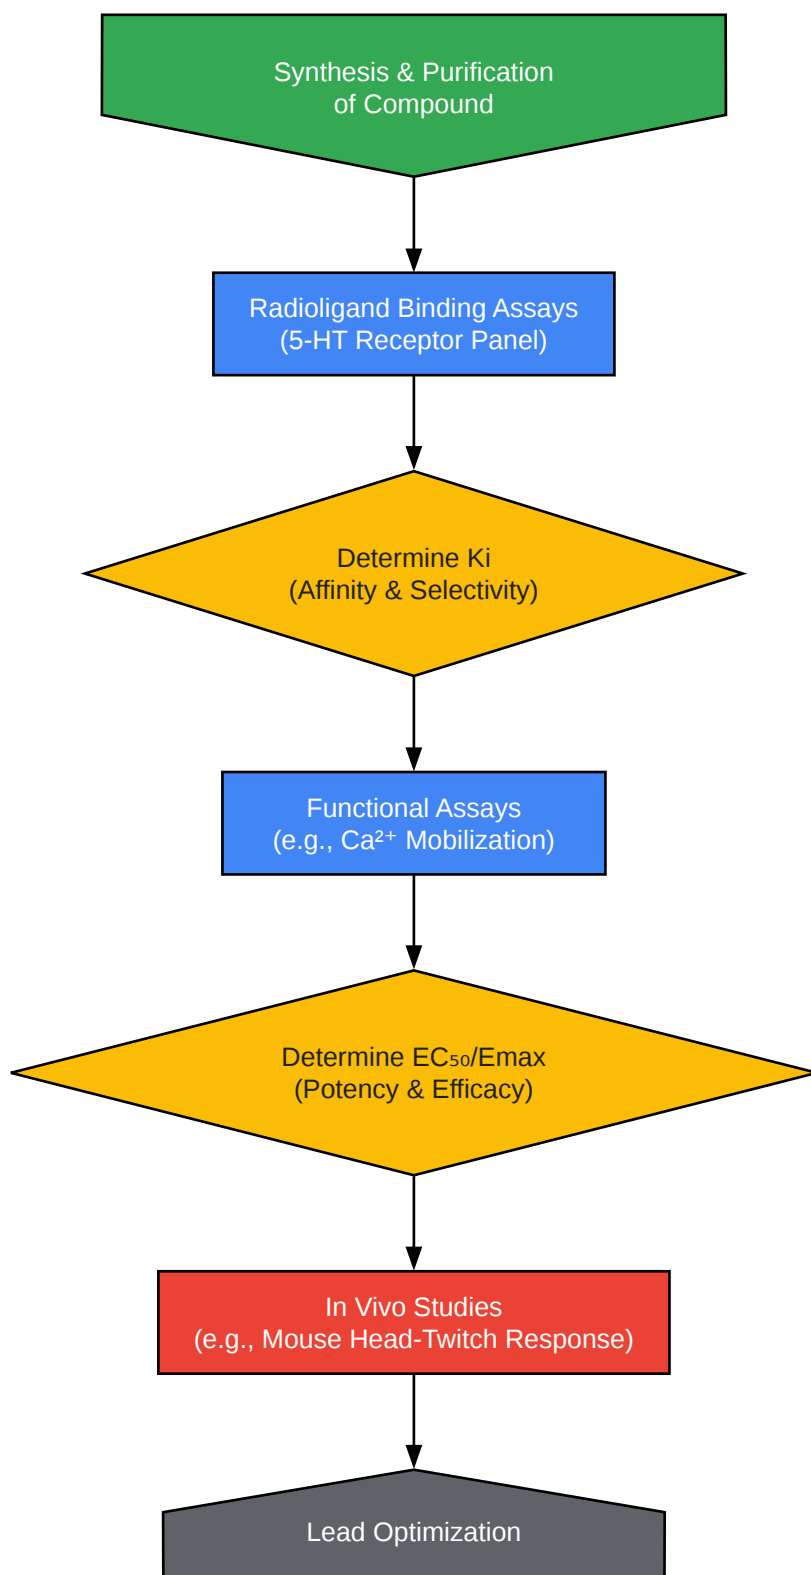 Synthesis & Purification
of Compound
Radioligand Binding Assays
(5-HT Receptor Panel)
Determine Ki
(Affinity & Selectivity)
Functional Assays
(e.g., Ca²⁺ Mobilization)
Determine EC₅₀/Emax
(Potency & Efficacy)
In Vivo Studies
(e.g., Mouse Head-Twitch Response)
Lead Optimization